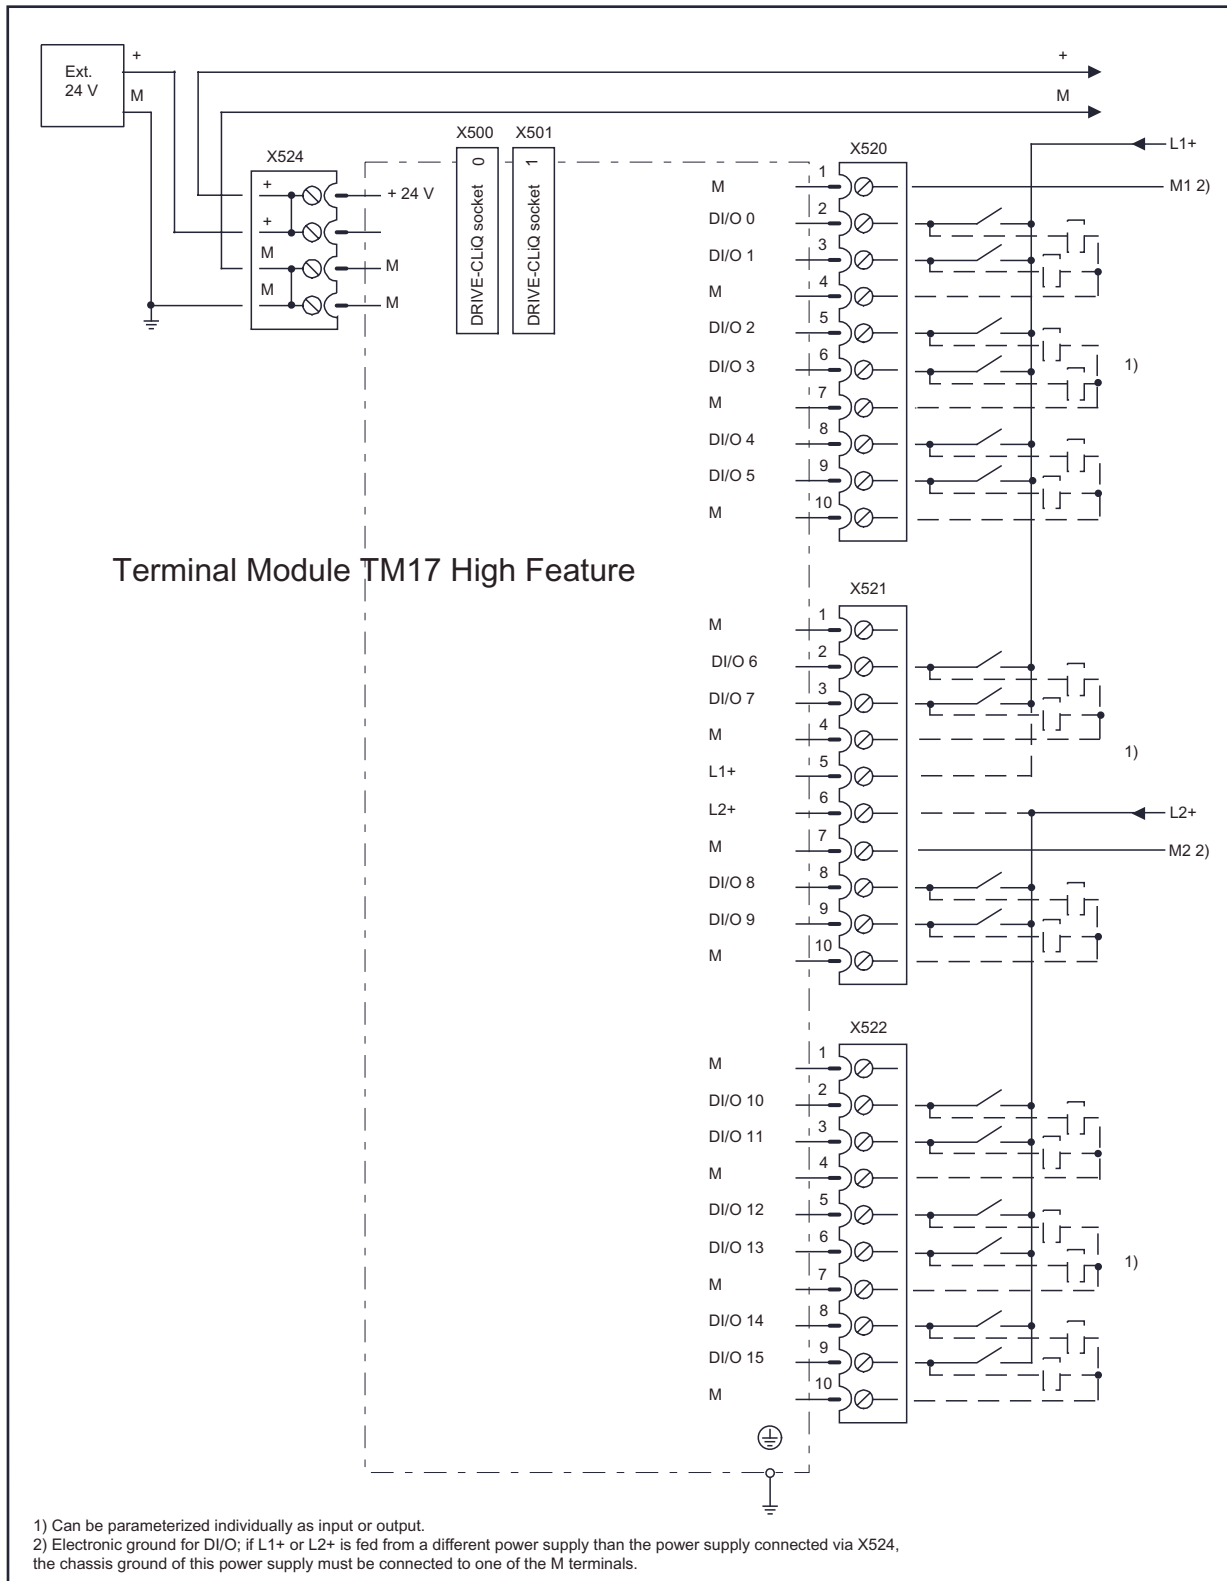 Ext.
24 V
+
M
+
M
X524
+
+
M
M
+ 24 V
M
M
X500
DRIVE-CLiQ socket 0
X501
DRIVE-CLiQ socket 1
X520
L1+
M 1 M1 2)
DI/O 0 2
DI/O 1 3
M 4
DI/O 2 5
DI/O 3 6
1)
M 7
DI/O 4 8
DI/O 5 9
M 10
Terminal Module TM17 High Feature
X521
M 1
DI/O 6 2
DI/O 7 3
M 4
1)
L1+ 5
L2+ 6 L2+
M 7 M2 2)
DI/O 8 8
DI/O 9 9
M 10
X522
M 1
DI/O 10 2
DI/O 11 3
M 4
DI/O 12 5
DI/O 13 6
1)
M 7
DI/O 14 8
DI/O 15 9
M 10
1) Can be parameterized individually as input or output.
2) Electronic ground for DI/O; if L1+ or L2+ is fed from a different power supply than the power supply connected via X524,
the chassis ground of this power supply must be connected to one of the M terminals.